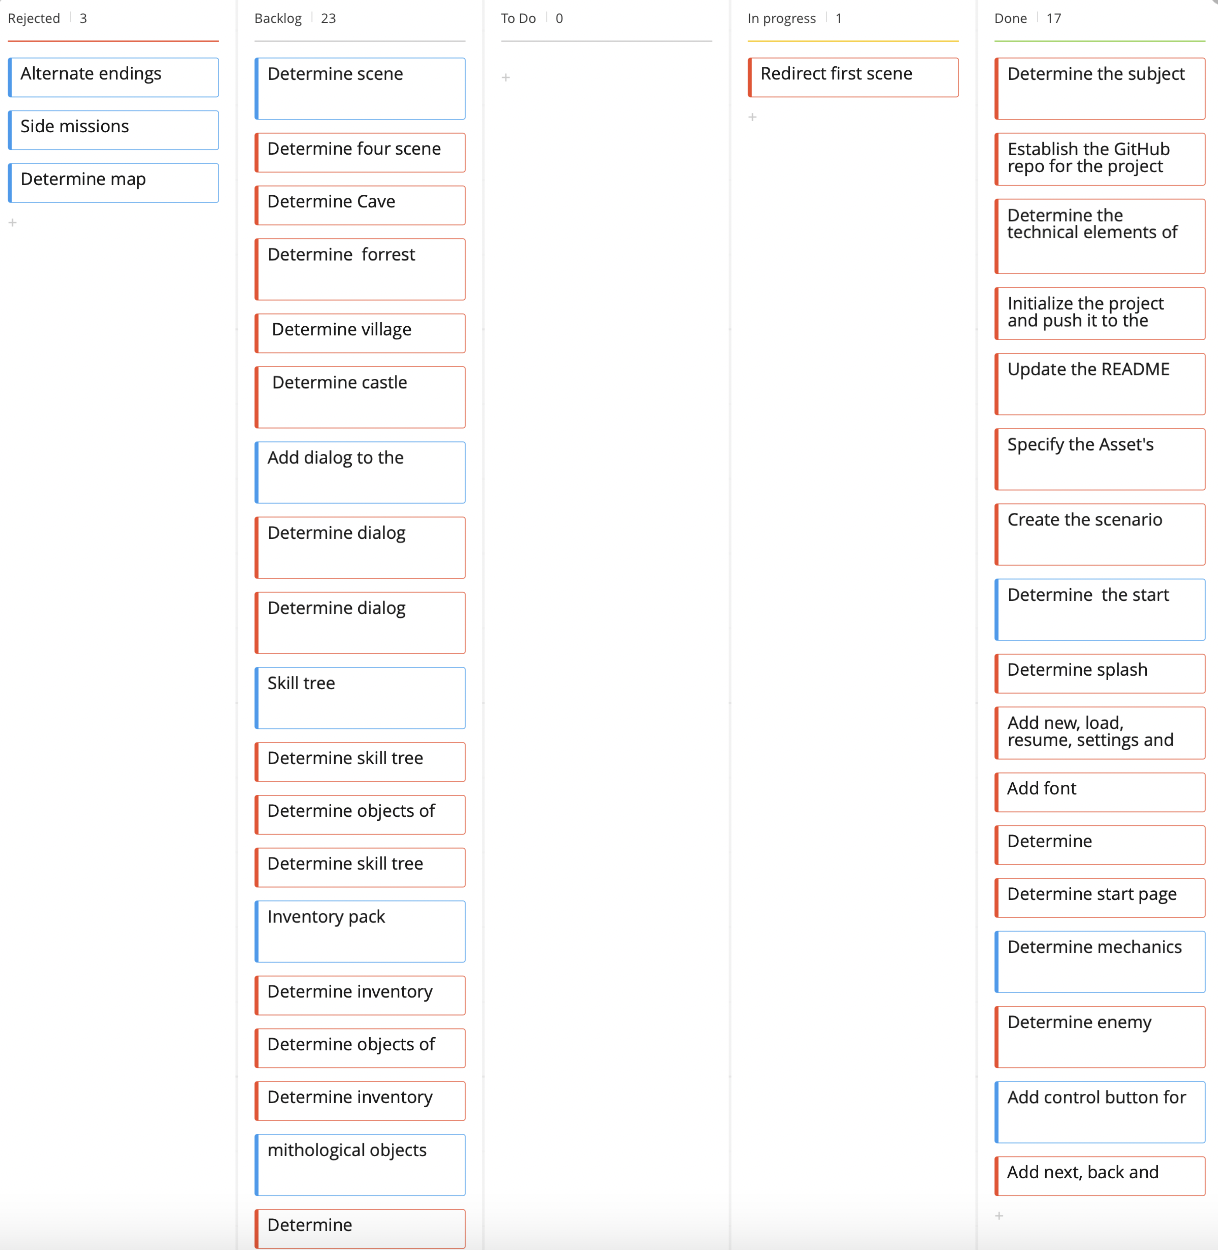 Rejected 3
Alternate endings
Side missions
Determine map
+
Backlog 23
Determine scene
Determine four scene
Determine Cave
Determine  forrest
Determine village
Determine castle
Add dialog to the
Determine dialog
Determine dialog
Skill tree
Determine skill tree
Determine objects of
Determine skill tree
Inventory pack
Determine inventory
Determine objects of
Determine inventory
mithological objects
Determine
To Do 0
+
In progress 1
Redirect first scene
+
Done 17
Determine the subject
Establish the GitHub
repo for the project
Determine the
technical elements of
Initialize the project
and push it to the
Update the README
Specify the Asset's
Create the scenario
Determine  the start
Determine splash
Add new, load,
resume, settings and
Add font
Determine
Determine start page
Determine mechanics
Determine enemy
Add control button for
Add next, back and
+